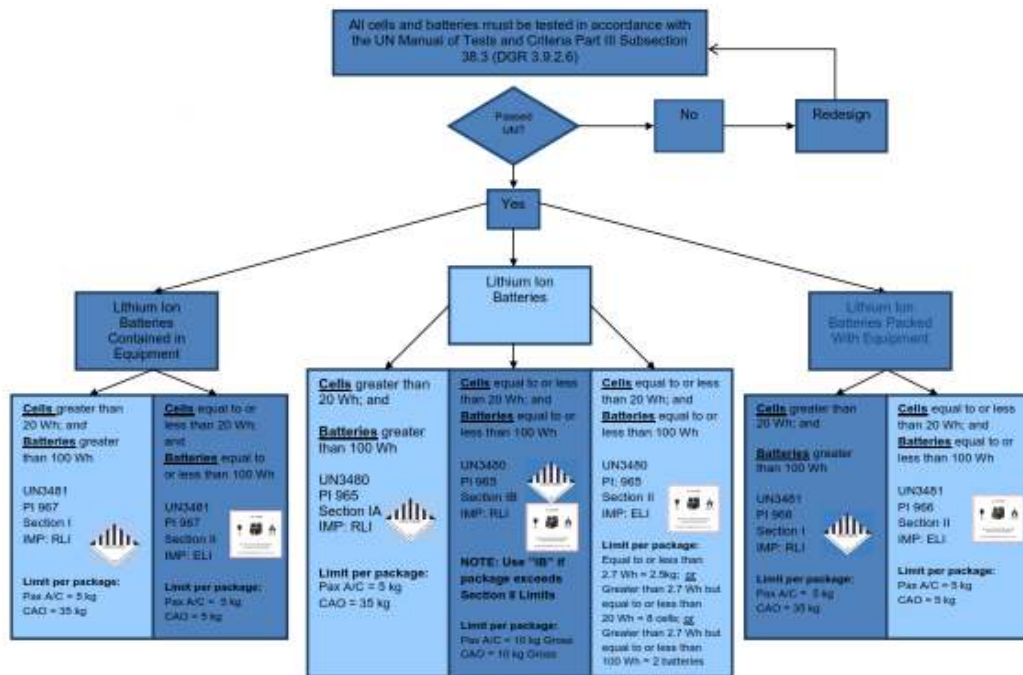 All cells and batteries must be tested in accordance with
the UN Manual of Tests and Criteria Part III Subsection
38.3 (DGR 3.9.2.6)
Passed
UN?
No
Redesign
Yes
Lithium Ion
Batteries
Contained in
Equipment
Lithium Ion
Batteries
Lithium Ion
Batteries Packed
With Equipment
Cells greater than
20 Wh; and
Batteries greater
than 100 Wh
UN3481
PI 967
Section I
IMP: RLI
Limit per package:
Pax A/C = 5 kg
CAO = 35 kg
Cells equal to or
less than 20 Wh;
and
Batteries equal to
or less than 100 Wh
UN3481
PI 967
Section II
IMP: ELI
Limit per package:
Pax A/C = 5 kg
CAO = 5 kg
Cells greater than
20 Wh; and
Batteries greater
than 100 Wh
UN3480
PI 965
Section IA
IMP: RLI
Limit per package:
Pax A/C = 5 kg
CAO = 35 kg
Cells equal to or less
than 20 Wh; and
Batteries equal to or
less than 100 Wh
UN3480
PI 965
Section IB
IMP: RLI
NOTE: Use "IB" if
package exceeds
Section II Limits
Limit per package:
Pax A/C = 10 kg Gross
CAO = 10 kg Gross
Cells equal to or less
than 20 Wh; and
Batteries equal to or
less than 100 Wh
UN3480
PI: 965
Section II
IMP: ELI
Limit per package:
Equal to or less than
2.7 Wh = 2.5kg; or
Greater than 2.7 Wh but
equal to or less than
20 Wh = 8 cells; or
Greater than 2.7 Wh but
equal to or less than
100 Wh = 2 batteries
Cells greater than
20 Wh; and
Batteries greater
than 100 Wh
UN3481
PI 966
Section I
IMP: RLI
Limit per package:
Pax A/C = 5 kg
CAO = 35 kg
Cells equal to or less
than 20 Wh; and
Batteries equal to or
less than 100 Wh
UN3481
PI 966
Section II
IMP: ELI
Limit per package:
Pax A/C = 5 kg
CAO = 5 kg